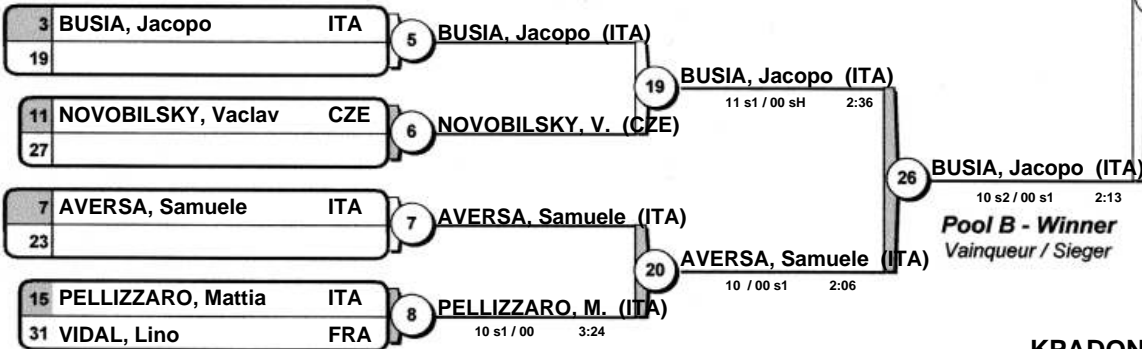 3 BUSIA, Jacopo ITA
19
5
BUSIA, Jacopo (ITA)
11 NOVOBILSKY, Vaclav CZE
27
6
NOVOBILSKY, V. (CZE)
19
BUSIA, Jacopo (ITA)
11 s1 / 00 sH 2:36
7 AVERSA, Samuele ITA
23
7
AVERSA, Samuele (ITA)
15 PELLIZZARO, Mattia ITA
31 VIDAL, Lino FRA
8
PELLIZZARO, M. (ITA)
10 s1 / 00 3:24
20
AVERSA, Samuele (ITA)
10 / 00 s1 2:06
26
BUSIA, Jacopo (ITA)
10 s2 / 00 s1 2:13
Pool B - Winner
Vainqueur / Sieger